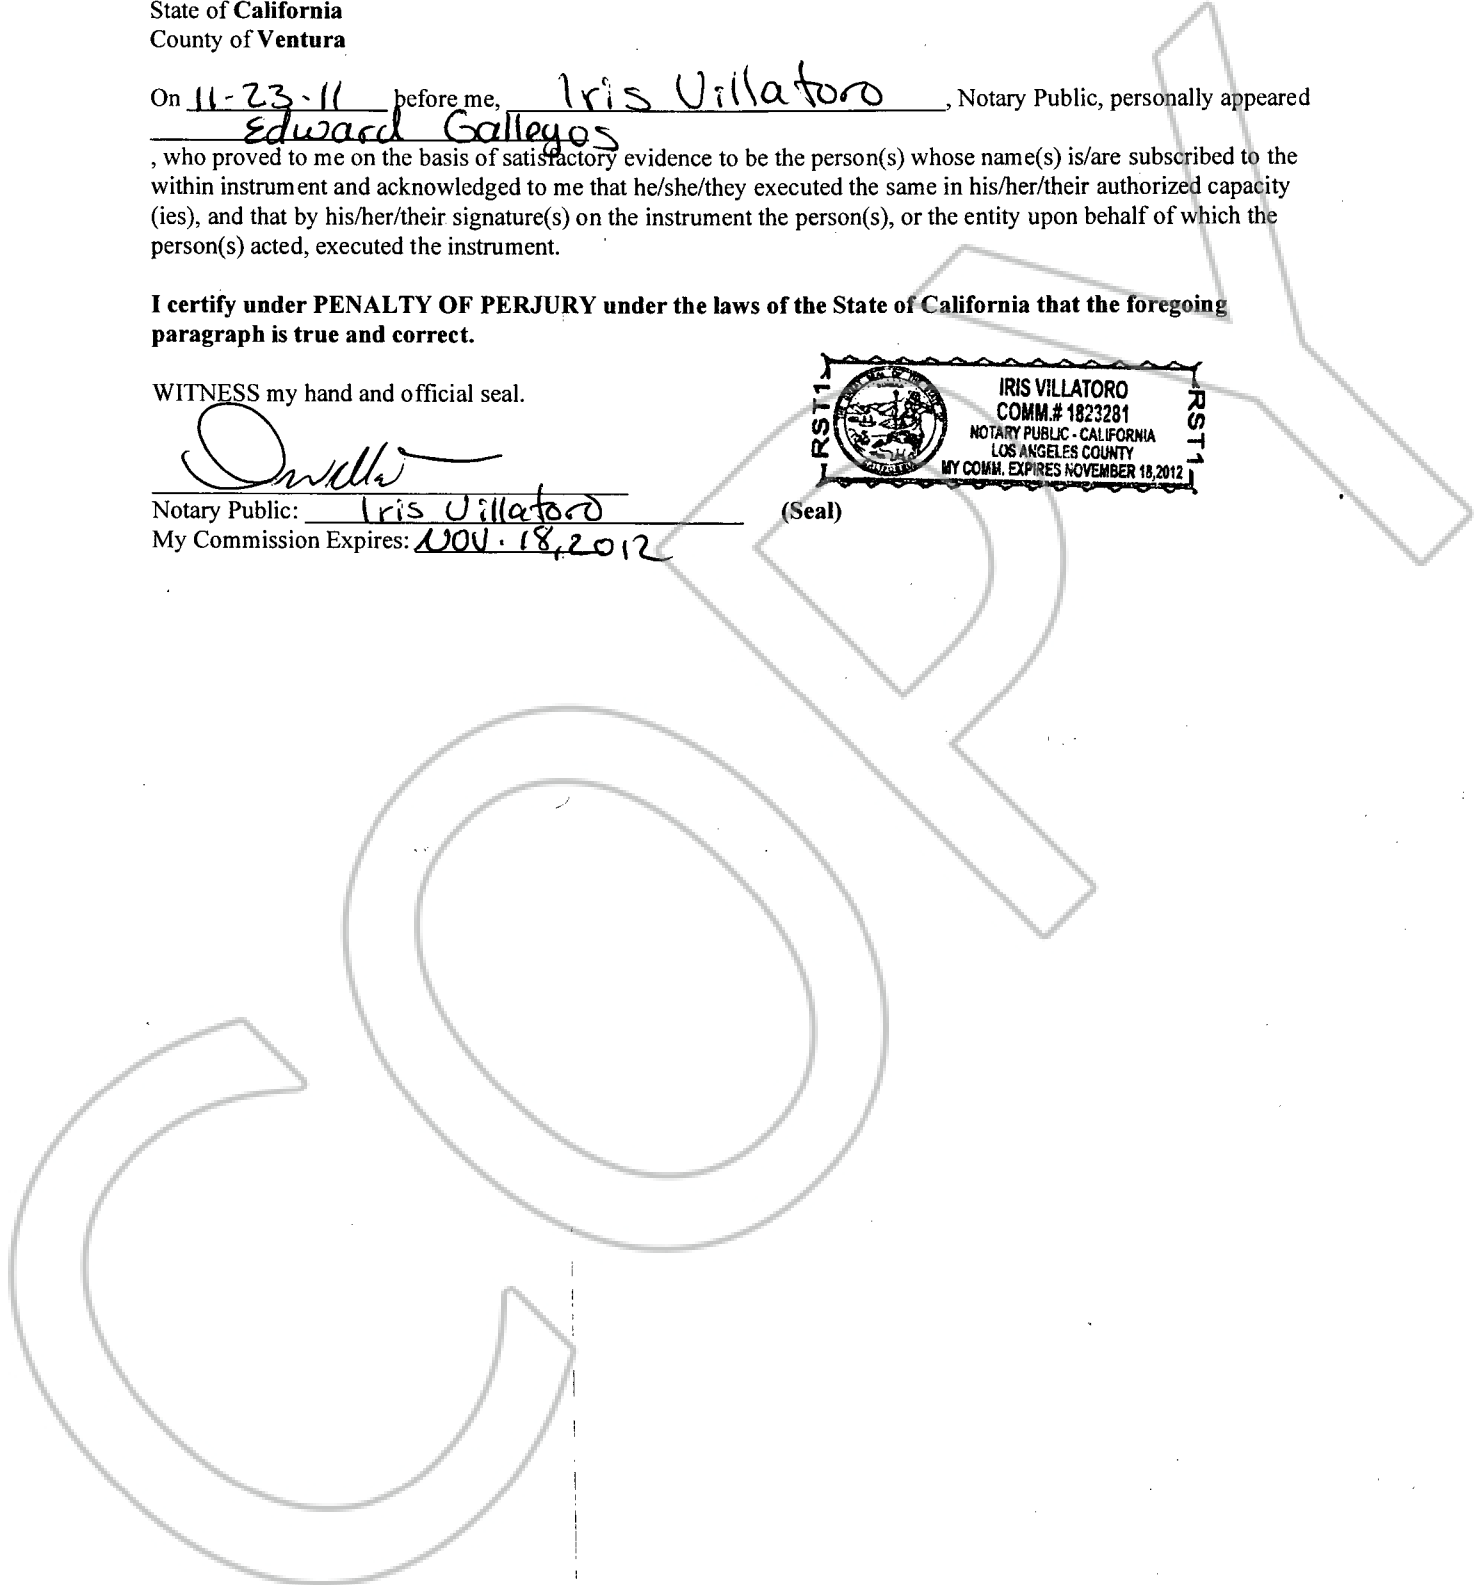 State of California
County of Ventura
On 11-23-11 before me, Iris Villatoro, Notary Public, personally appeared
Edward Gallegos
, who proved to me on the basis of satisfactory evidence to be the person(s) whose name(s) is/are subscribed to the
within instrument and acknowledged to me that he/she/they executed the same in his/her/their authorized capacity
(ies), and that by his/her/their signature(s) on the instrument the person(s), or the entity upon behalf of which the
person(s) acted, executed the instrument.
I certify under PENALTY OF PERJURY under the laws of the State of California that the foregoing
paragraph is true and correct.
WITNESS my hand and official seal.
RST1
IRIS VILLATORO
COMM.# 1823281
NOTARY PUBLIC - CALIFORNIA
LOS ANGELES COUNTY
MY COMM. EXPIRES NOVEMBER 18,2012
RST1
Notary Public: Iris Villatoro
(Seal)
My Commission Expires: NOV. 18, 2012
COPY